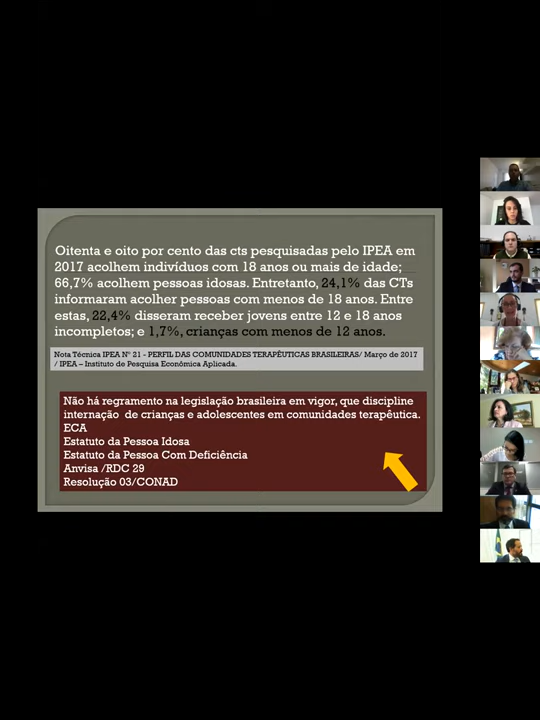 Oitenta e oito por cento das cts pesquisadas pelo IPEA em
2017 acolhem indivíduos com 18 anos ou mais de idade;
66,7% acolhem pessoas idosas. Entretanto, 24,1% das CTs
informaram acolher pessoas com menos de 18 anos. Entre
estas, 22,4% disseram receber jovens entre 12 e 18 anos
incompletos; e 1,7%, crianças com menos de 12 anos.
Nota Técnica IPEA Nº 21 - PERFIL DAS COMUNIDADES TERAPÊUTICAS BRASILEIRAS/ Março de 2017
/ IPEA – Instituto de Pesquisa Econômica Aplicada.
Não há regramento na legislação brasileira em vigor, que discipline
internação de crianças e adolescentes em comunidades terapêutica.
ECA
Estatuto da Pessoa Idosa
Estatuto da Pessoa Com Deficiência
Anvisa /RDC 29
Resolução 03/CONAD